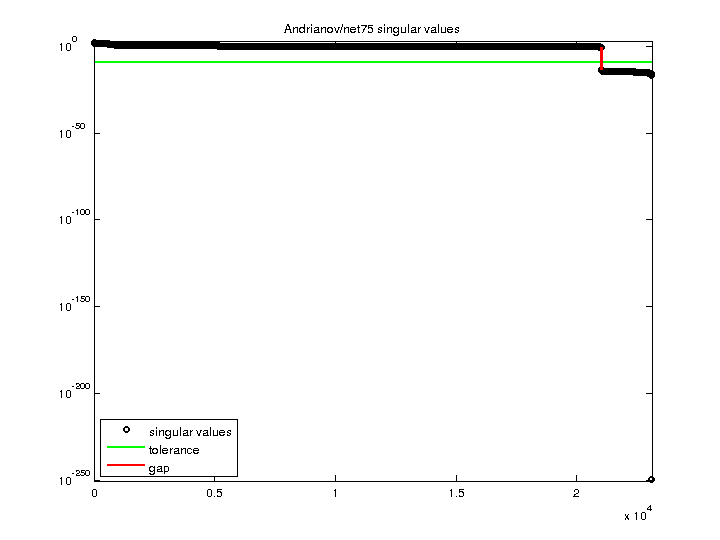 Andrianov/net75 singular values
10^0
10^-50
10^-100
10^-150
10^-200
10^-250
singular values
tolerance
gap
0 0.5 1 1.5 2
x 10^4